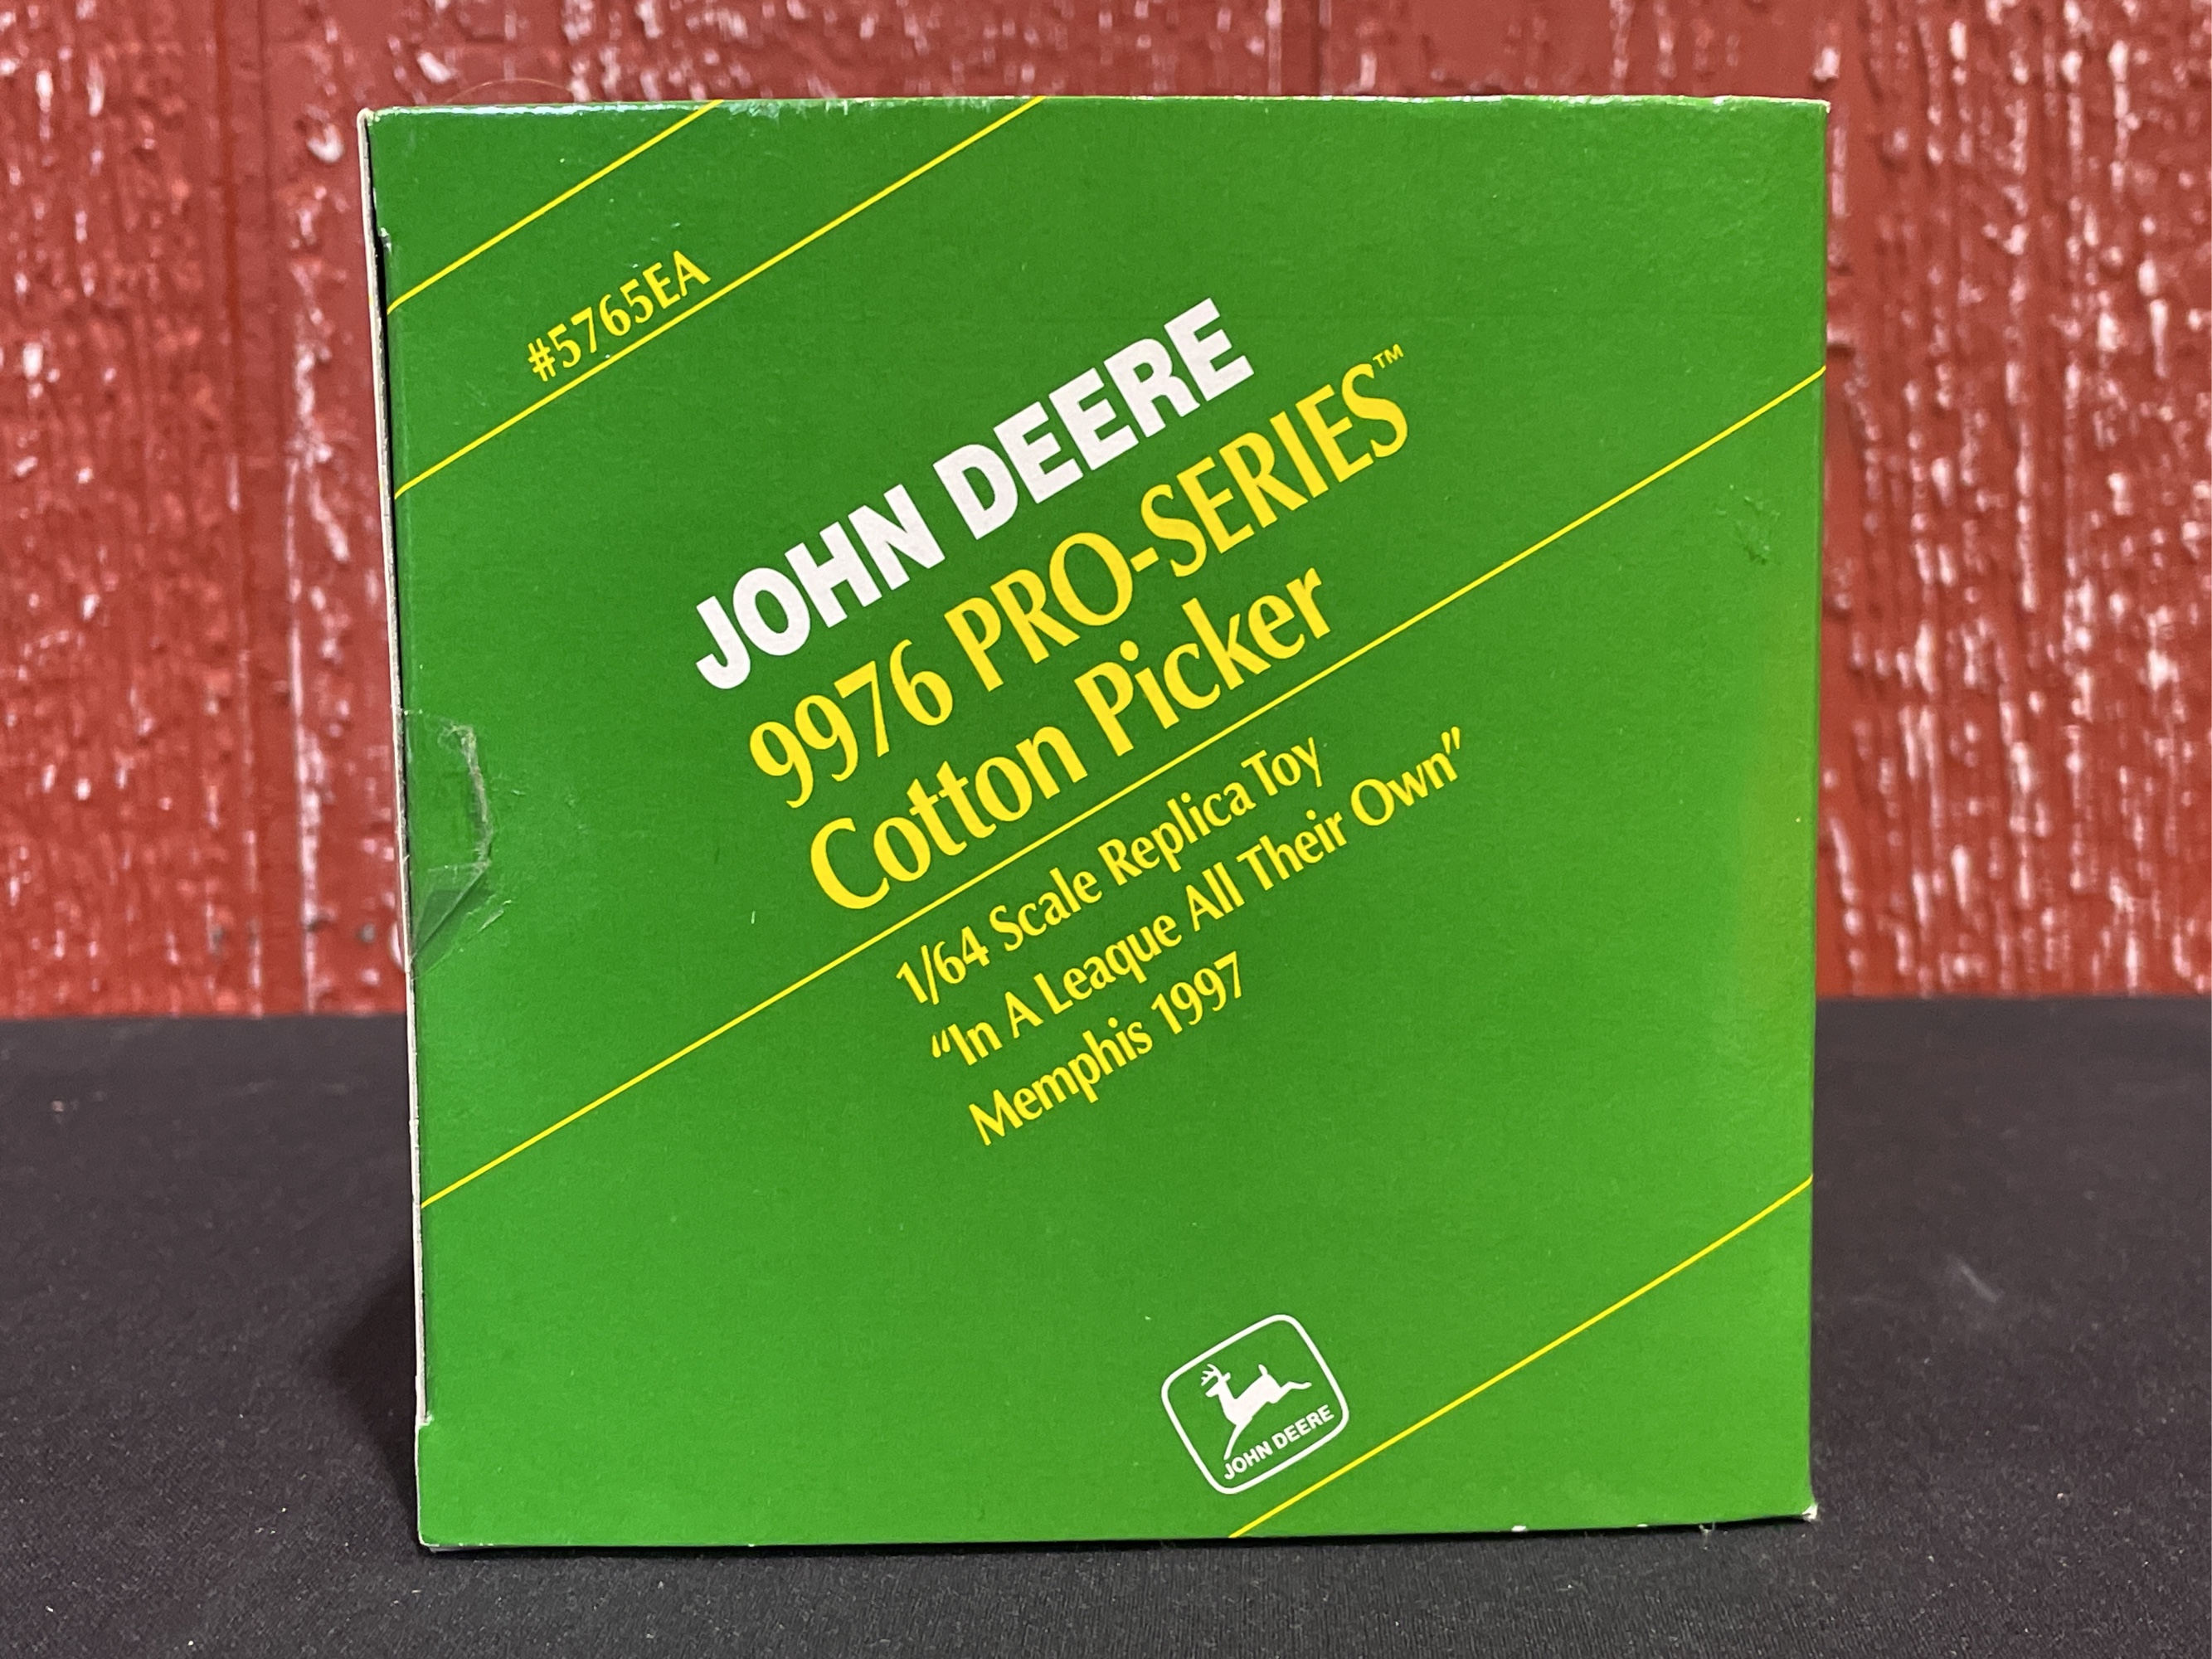 #5765EA
JOHN DEERE
9976 PRO-SERIES™
Cotton Picker
1/64 Scale Replica Toy
“In A Leaque All Their Own”
Memphis 1997
JOHN DEERE